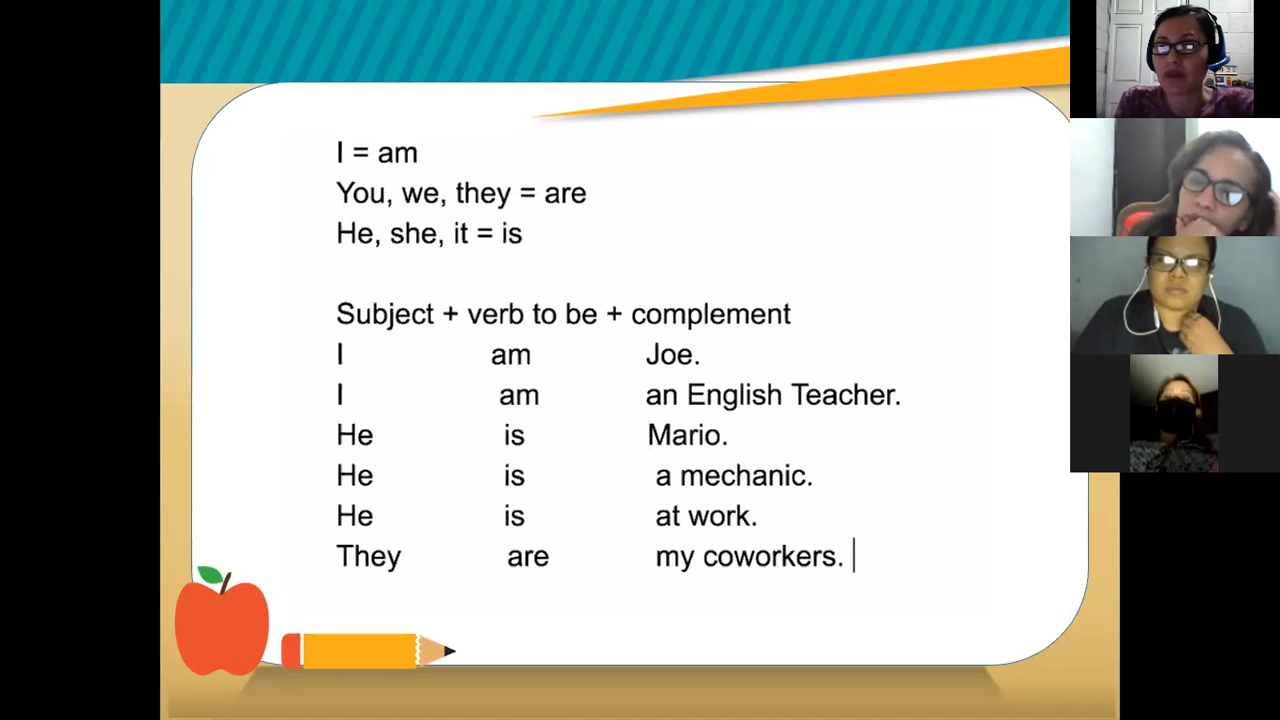 I = am
You, we, they = are
He, she, it = is
Subject + verb to be + complement
I am Joe.
I am an English Teacher.
He is Mario.
He is a mechanic.
He is at work.
They are my coworkers.